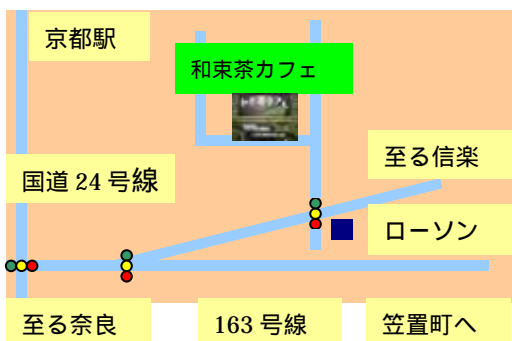 京都駅
和束茶カフェ
至る信楽
国道 24 号線
ローソン
至る奈良
163 号線
笠置町へ